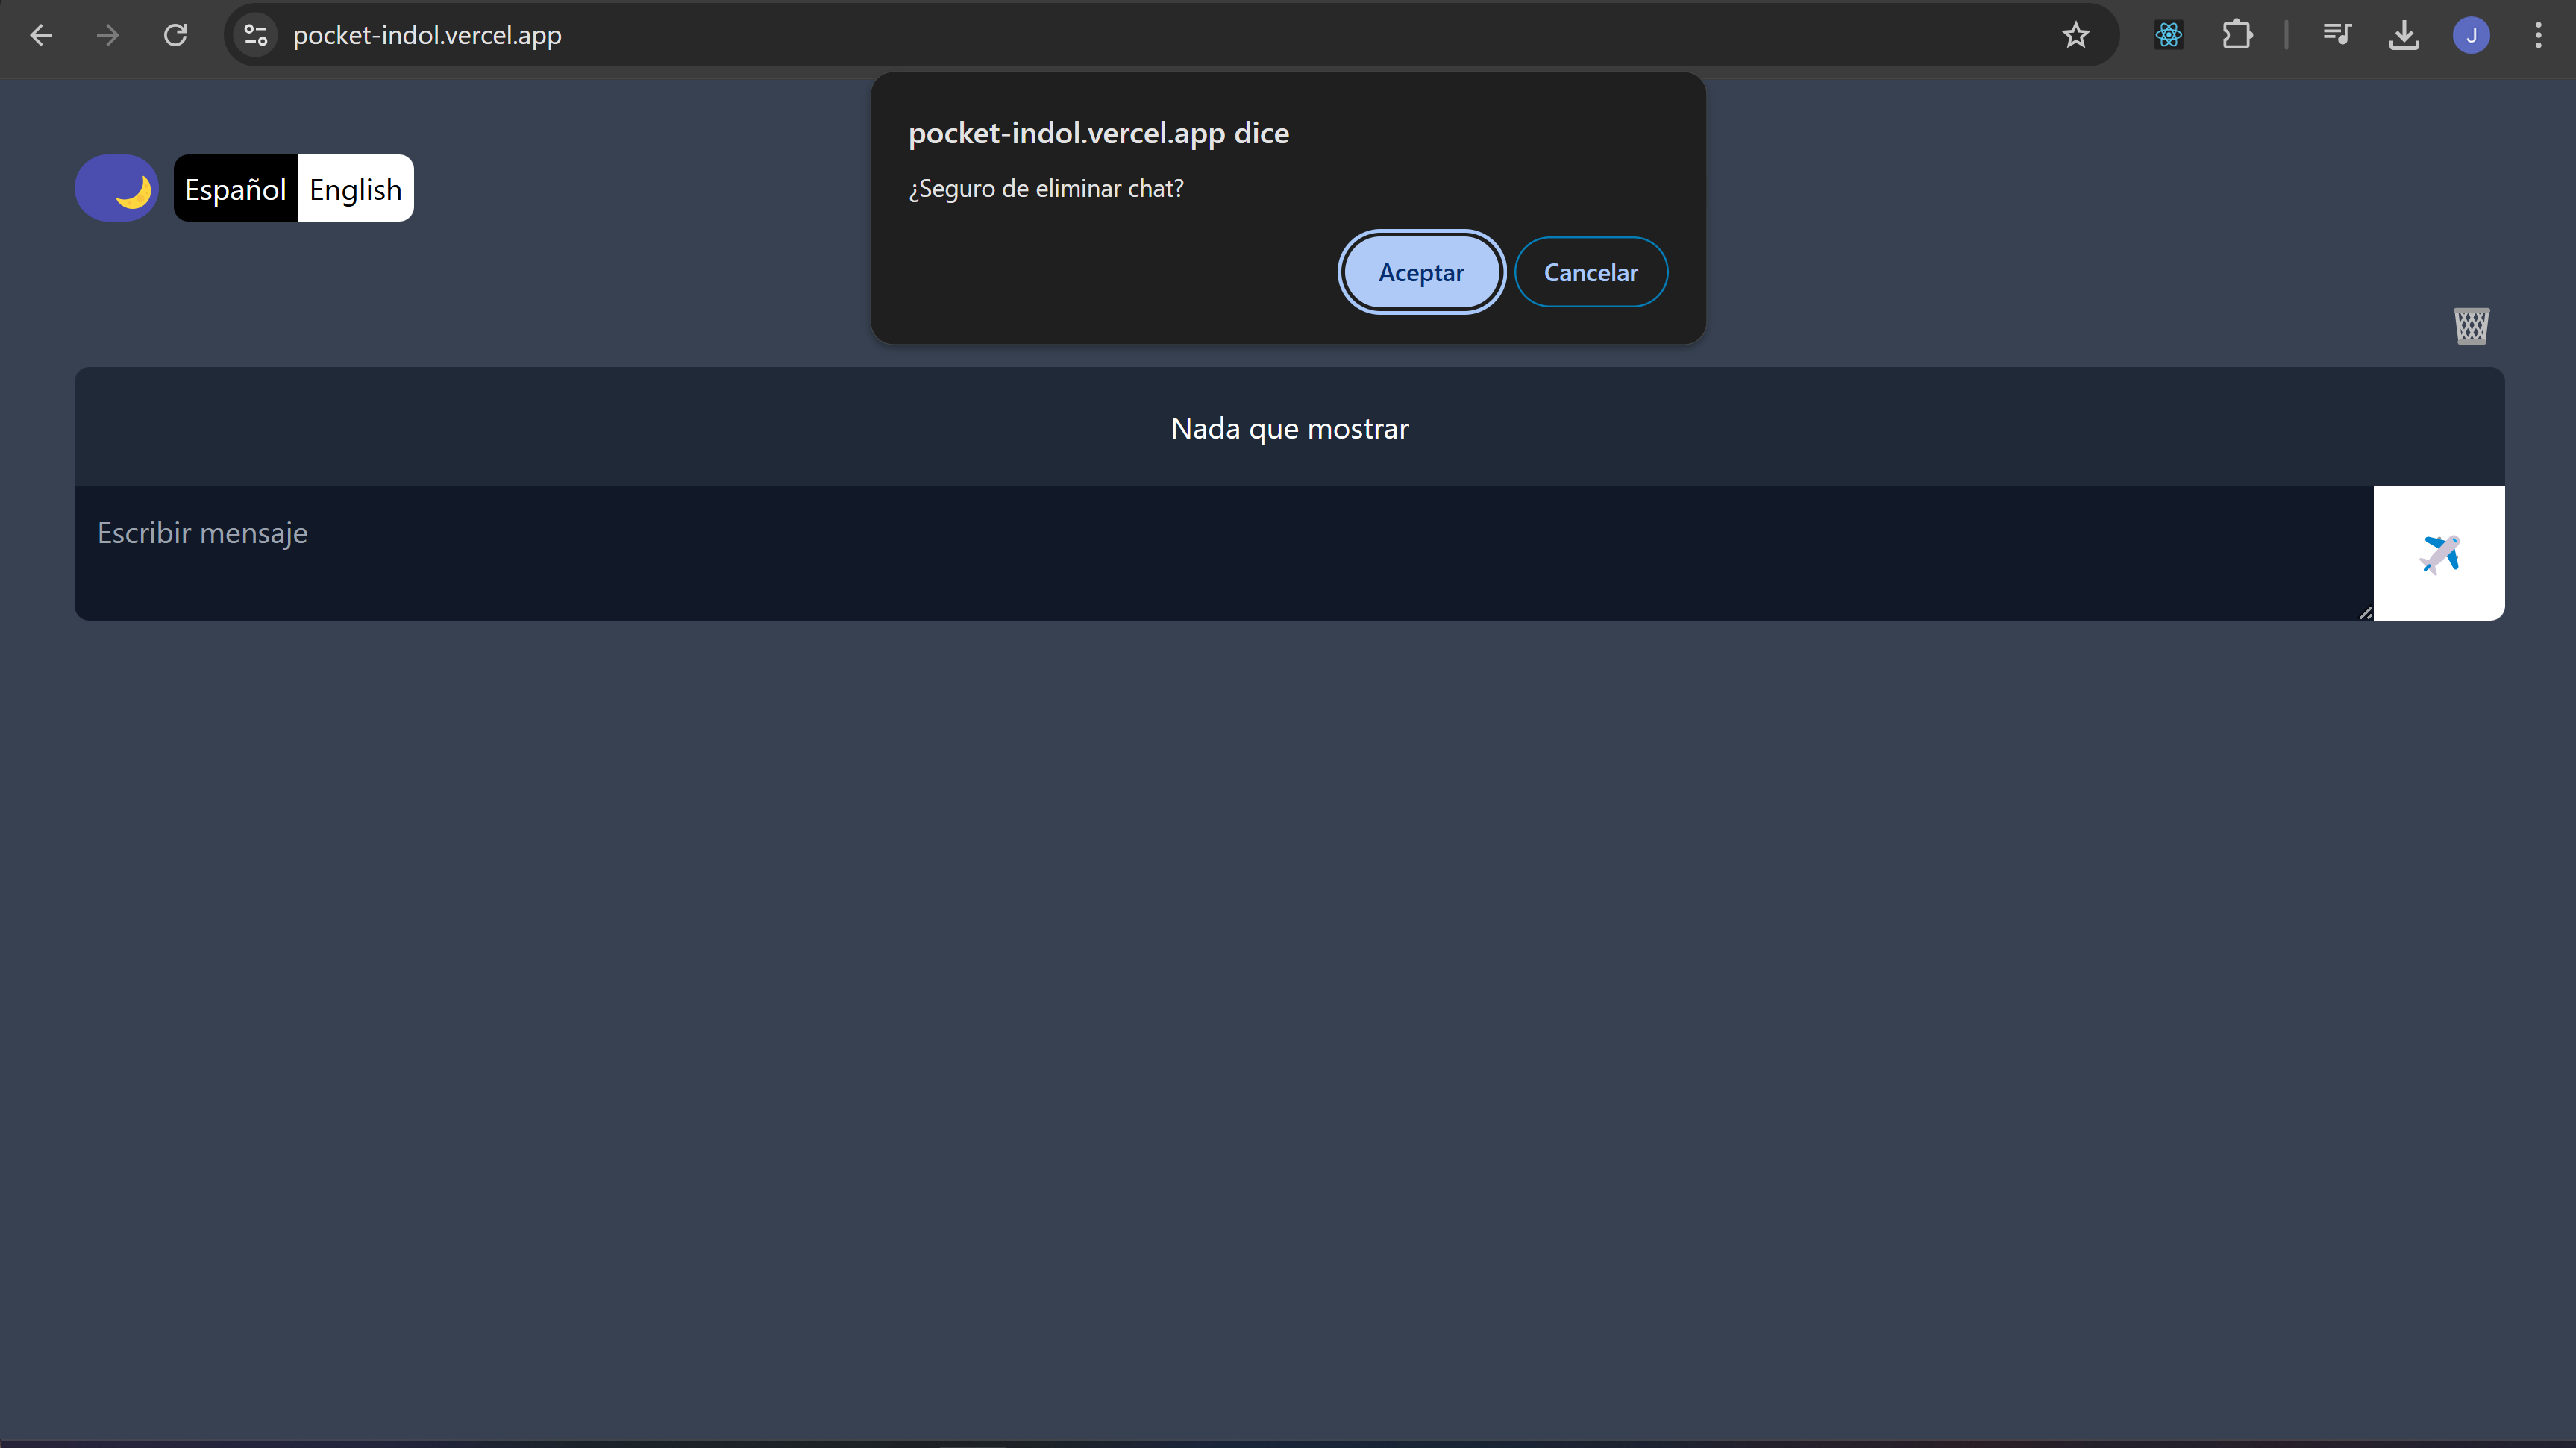 pocket-indol.vercel.app
J
pocket-indol.vercel.app dice
¿Seguro de eliminar chat?
Aceptar
Cancelar
Español
English
Nada que mostrar
Escribir mensaje